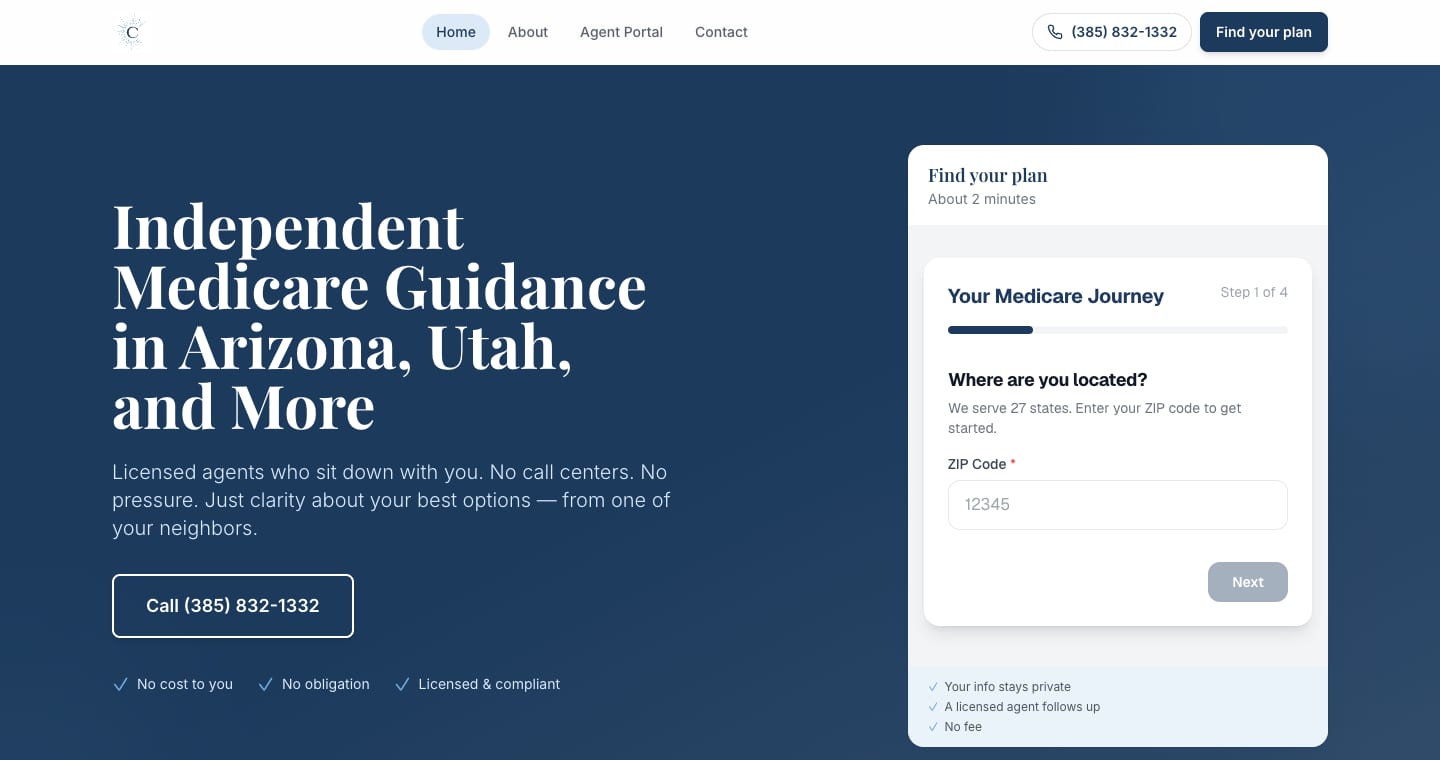 C
Home
About
Agent Portal
Contact
(385) 832-1332
Find your plan
Independent
Medicare Guidance
in Arizona, Utah,
and More
Licensed agents who sit down with you. No call centers. No
pressure. Just clarity about your best options — from one of
your neighbors.
Call (385) 832-1332
No cost to you
No obligation
Licensed & compliant
Find your plan
About 2 minutes
Your Medicare Journey
Step 1 of 4
Where are you located?
We serve 27 states. Enter your ZIP code to get
started.
ZIP Code *
12345
Next
Your info stays private
A licensed agent follows up
No fee